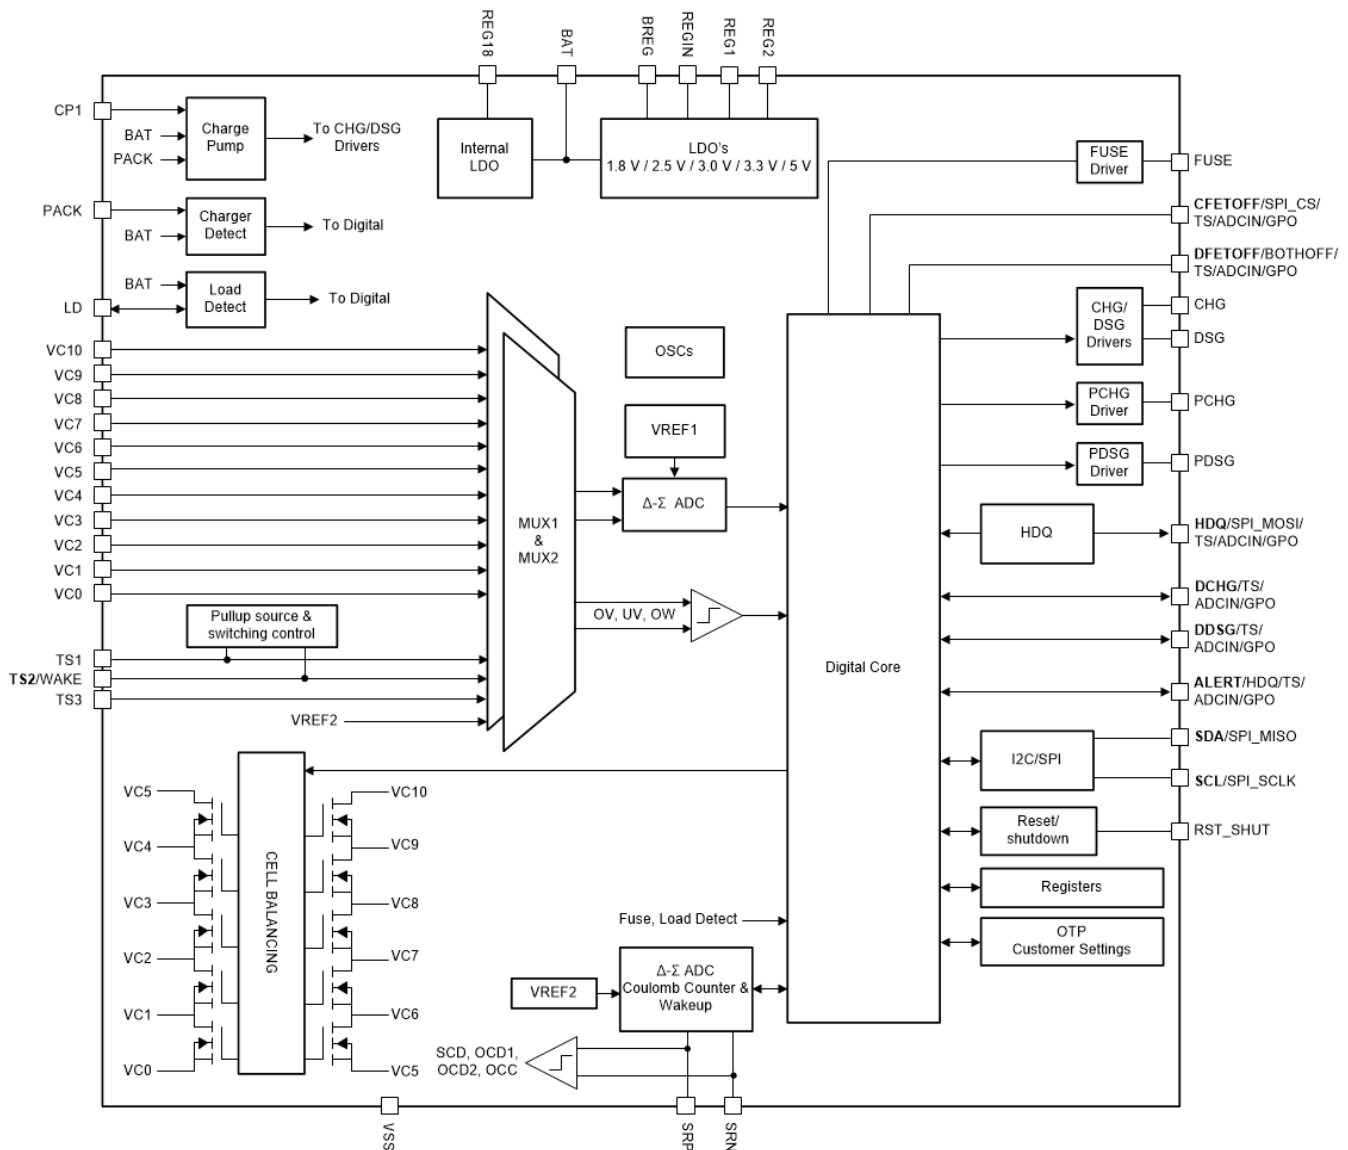 REG18
BAT
BREG
REGIN
REG1
REG2
CP1
BAT
PACK
Charge
Pump
To CHG/DSG
Drivers
Internal
LDO
LDO's
1.8 V / 2.5 V / 3.0 V / 3.3 V / 5 V
FUSE
Driver
FUSE
PACK
BAT
Charger
Detect
To Digital
CFETOFF/SPI_CS/
TS/ADCIN/GPO
DFETOFF/BOTHOFF/
TS/ADCIN/GPO
BAT
LD
Load
Detect
To Digital
CHG/
DSG
Drivers
CHG
DSG
VC10
VC9
VC8
VC7
VC6
VC5
VC4
VC3
VC2
VC1
VC0
OSCs
VREF1
Δ-Σ ADC
MUX1
&
MUX2
OV, UV, OW
PCHG
Driver
PCHG
PDSG
Driver
PDSG
HDQ
HDQ/SPI_MOSI/
TS/ADCIN/GPO
DCHG/TS/
ADCIN/GPO
DDSG/TS/
ADCIN/GPO
ALERT/HDQ/TS/
ADCIN/GPO
Pullup source &
switching control
TS1
TS2/WAKE
TS3
VREF2
Digital Core
I2C/SPI
SDA/SPI_MISO
SCL/SPI_SCLK
Reset/
shutdown
RST_SHUT
Registers
OTP
Customer Settings
VC5
VC4
VC3
VC2
VC1
VC0
CELL BALANCING
VC10
VC9
VC8
VC7
VC6
VC5
Fuse, Load Detect
VREF2
Δ-Σ ADC
Coulomb Counter &
Wakeup
SCD, OCD1,
OCD2, OCC
VSS
SRP
SRN